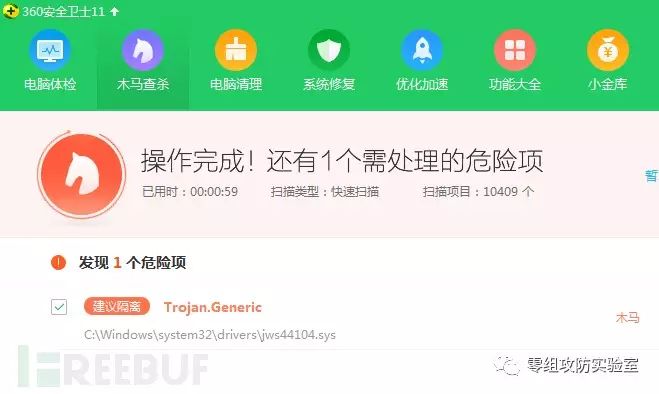 360安全卫士11
电脑体检 木马查杀 电脑清理 系统修复 优化加速 功能大全 小金库
操作完成！还有1个需处理的危险项
已用时：00:00:59 扫描类型：快速扫描 扫描项目：10409 个
暂
发现 1 个危险项
建议隔离 Trojan.Generic
木马
C:\Windows\system32\drivers\jws44104.sys
FREEBUF
零组攻防实验室